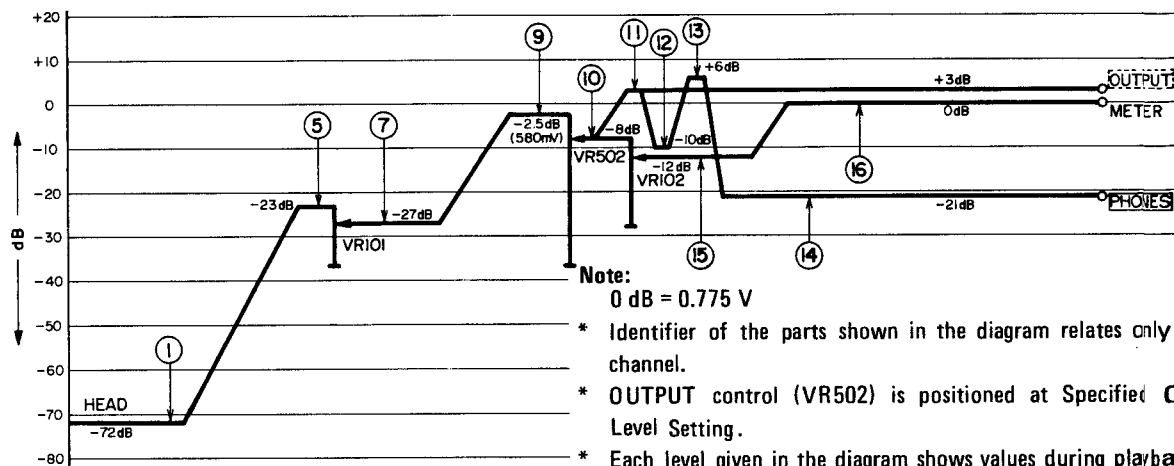 +20
+10
0
-10
-20
-30
-40
-50
-60
-70
-80
dB
1
5
7
9
10
11
12
13
14
15
16
HEAD
-72dB
-23dB
VR101
-27dB
-2.5dB
(580mV)
VR502
-8dB
VR102
-10dB
-12dB
+6dB
+3dB
OUTPUT
0dB
METER
-21dB
PHONES
Note:
0 dB = 0.775 V
* Identifier of the parts shown in the diagram relates only
channel.
* OUTPUT control (VR502) is positioned at Specified
Level Setting.
* Each level given in the diagram shows values during